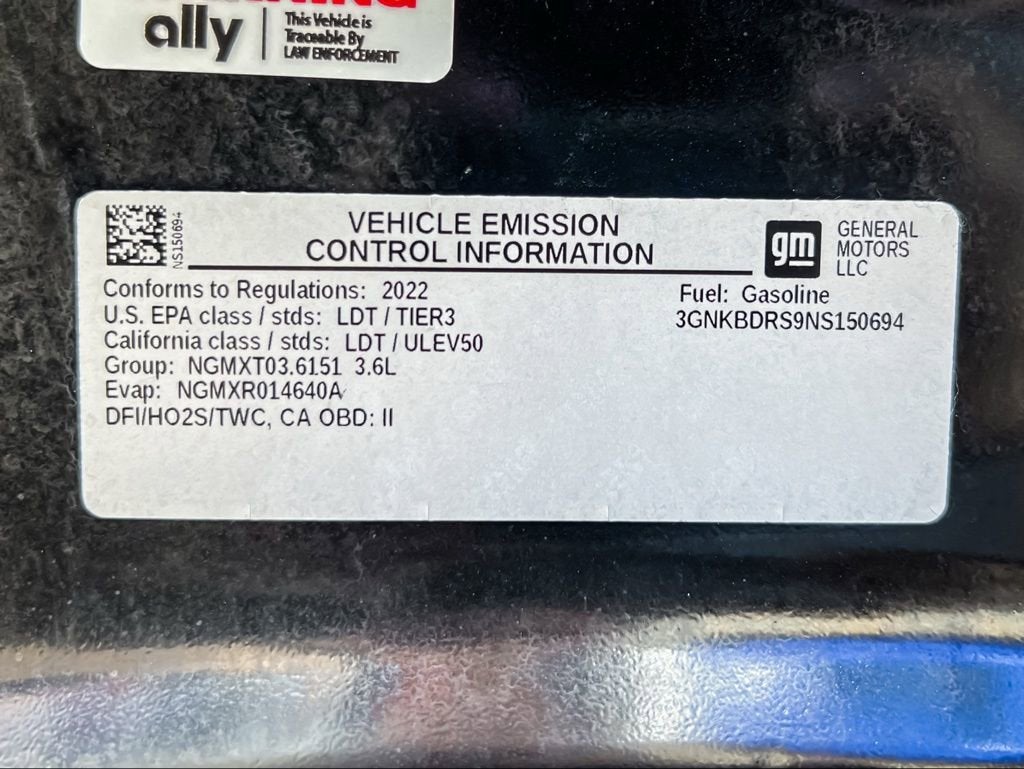 ally
This Vehicle is
Traceable By
LAW ENFORCEMENT
NS150694
VEHICLE EMISSION
CONTROL INFORMATION
gm
GENERAL
MOTORS
LLC
Conforms to Regulations: 2022
U.S. EPA class / stds: LDT / TIER3
California class / stds: LDT / ULEV50
Group: NGMXT03.6151 3.6L
Evap: NGMXR014640A
DFI/HO2S/TWC, CA OBD: II
Fuel: Gasoline
3GNKBDRS9NS150694